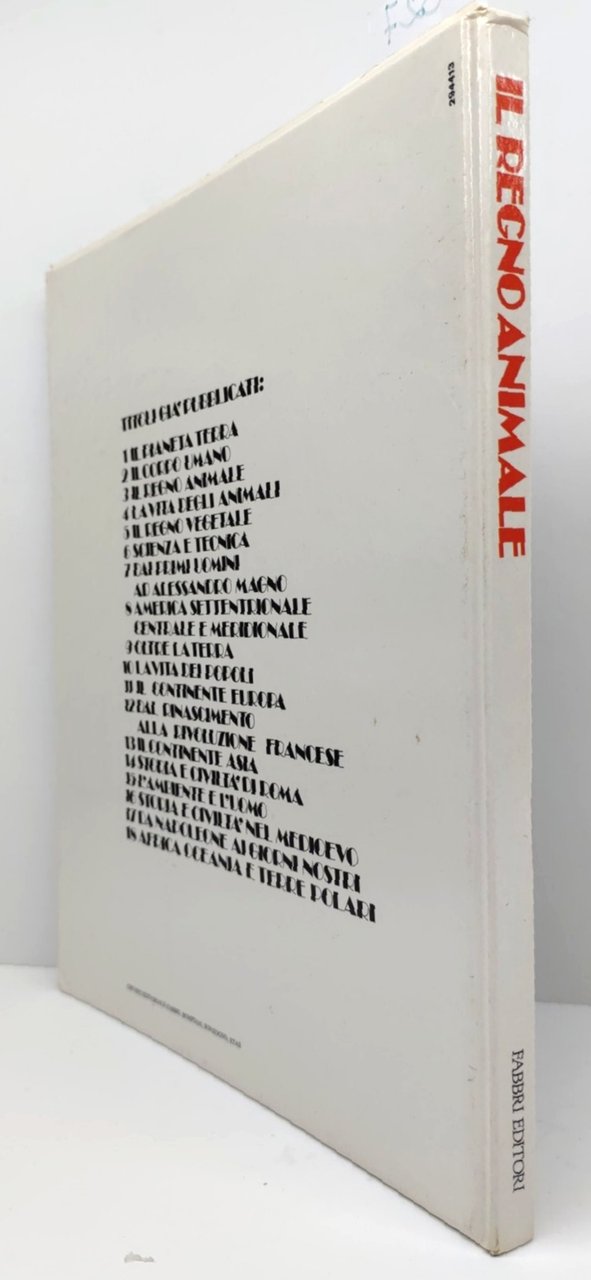 294413
TITOLI GIA' PUBBLICATI:
1 IL PIANETA TERRA
2 IL CORPO UMANO
3 IL REGNO ANIMALE
4 LA VITA DEGLI ANIMALI
5 IL REGNO VEGETALE
6 SCIENZA E TECNICA
7 DAI PRIMI UOMINI
AD ALESSANDRO MAGNO
8 AMERICA SETTENTRIONALE
CENTRALE E MERIDIONALE
9 OLTRE LA TERRA
10 LA VITA DEI POPOLI
11 IL CONTINENTE EUROPA
12 DAL RINASCIMENTO
ALLA RIVOLUZIONE FRANCESE
13 IL CONTINENTE ASIA
14 STORIA E CIVILTA' DI ROMA
15 L'AMBIENTE E L'UOMO
16 STORIA E CIVILTA' NEL MEDIOEVO
17 DA NAPOLEONE AI GIORNI NOSTRI
18 AFRICA OCEANIA E TERRE POLARI
IL REGNO ANIMALE
FABBRI EDITORI